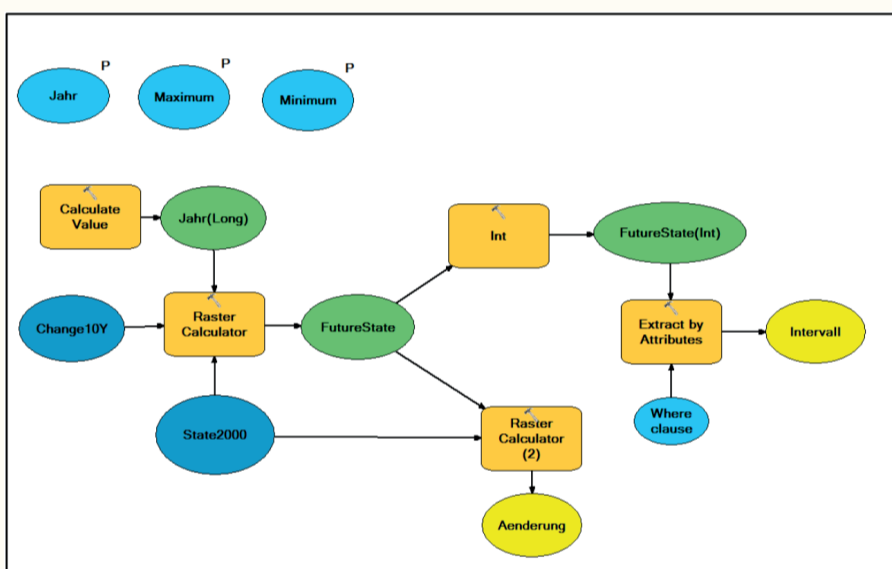 P
P
P
Jahr
Maximum
Minimum
Calculate
Value
Jahr(Long)
Int
FutureState(Int)
Change10Y
Raster
Calculator
FutureState
Extract by
Attributes
Intervall
State2000
Raster
Calculator
(2)
Where
clause
Aenderung